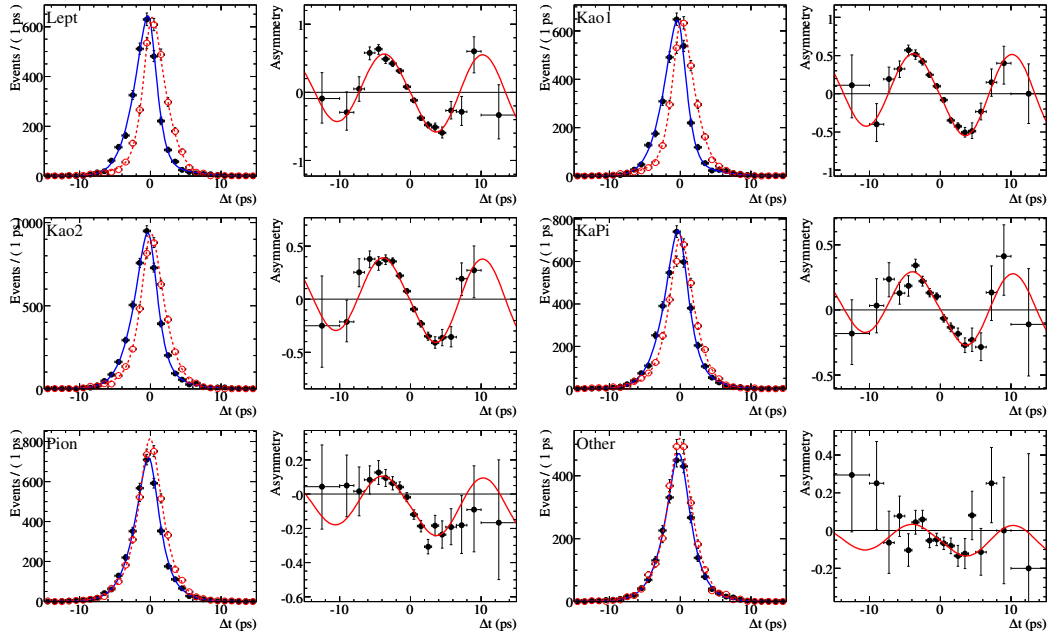 Lept
Events / ( 1 ps )
600
400
200
0
-10
0
10
Δt (ps)
Asymmetry
1
0
-1
-10
0
10
Δt (ps)
Kao1
Events / ( 1 ps )
600
400
200
0
-10
0
10
Δt (ps)
Asymmetry
1
0.5
0
-0.5
-1
-10
0
10
Δt (ps)
Kao2
Events / ( 1 ps )
1000
500
0
-10
0
10
Δt (ps)
Asymmetry
0.5
0
-0.5
-10
0
10
Δt (ps)
KaPi
Events / ( 1 ps )
800
600
400
200
0
-10
0
10
Δt (ps)
Asymmetry
0.5
0
-0.5
-10
0
10
Δt (ps)
Pion
Events / ( 1 ps )
800
600
400
200
0
-10
0
10
Δt (ps)
Asymmetry
0.2
-0
-0.2
-0.4
-0.6
-10
0
10
Δt (ps)
Other
Events / ( 1 ps )
400
200
0
-10
0
10
Δt (ps)
Asymmetry
0.4
0.2
0
-0.2
-10
0
10
Δt (ps)